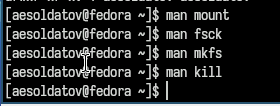 [aesoldatov@fedora ~]$ man mount
[aesoldatov@fedora ~]$ man fsck
[aesoldatov@fedora ~]$ man mkfs
[aesoldatov@fedora ~]$ man kill
[aesoldatov@fedora ~]$